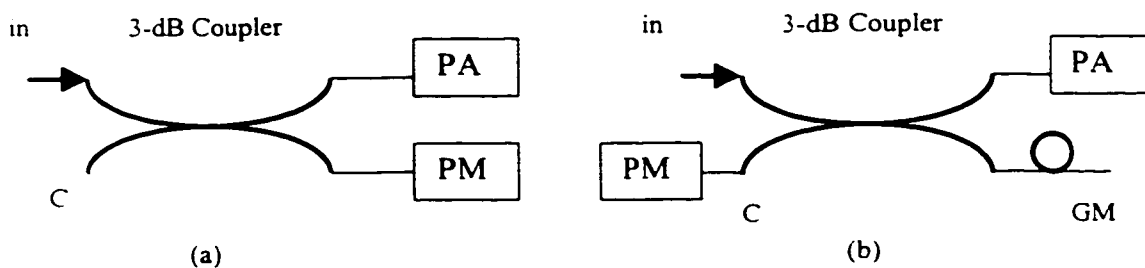 in 3-dB Coupler in 3-dB Coupler
PA PA
PM PM
C C GM
(a) (b)